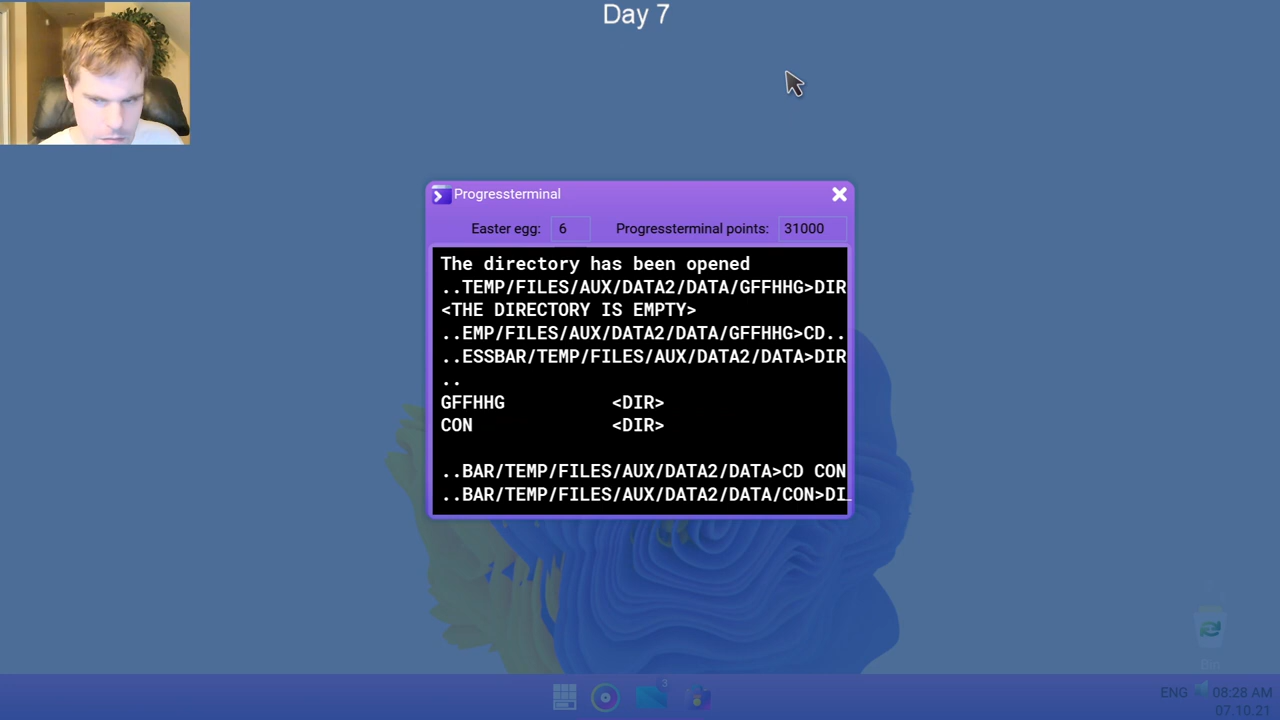 Day 7
Progressterminal
Easter egg: 6 Progressterminal points: 31000
The directory has been opened
..TEMP/FILES/AUX/DATA2/DATA/GFFHHG>DIR
<THE DIRECTORY IS EMPTY>
..EMP/FILES/AUX/DATA2/DATA/GFFHHG>CD..
..ESSBAR/TEMP/FILES/AUX/DATA2/DATA>DIR
..
GFFHHG <DIR>
CON <DIR>
..BAR/TEMP/FILES/AUX/DATA2/DATA>CD CON
..BAR/TEMP/FILES/AUX/DATA2/DATA/CON>DI_
Bin
3
ENG 08:28 AM
07.10.21